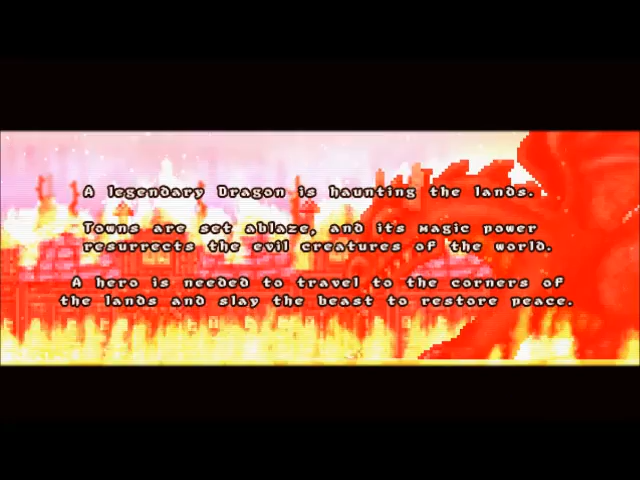 A legendary Dragon is haunting the lands.
Towns are set ablaze, and its magic power
resurrects the evil creatures of the world.
A hero is needed to travel to the corners of
the lands and slay the beast to restore peace.